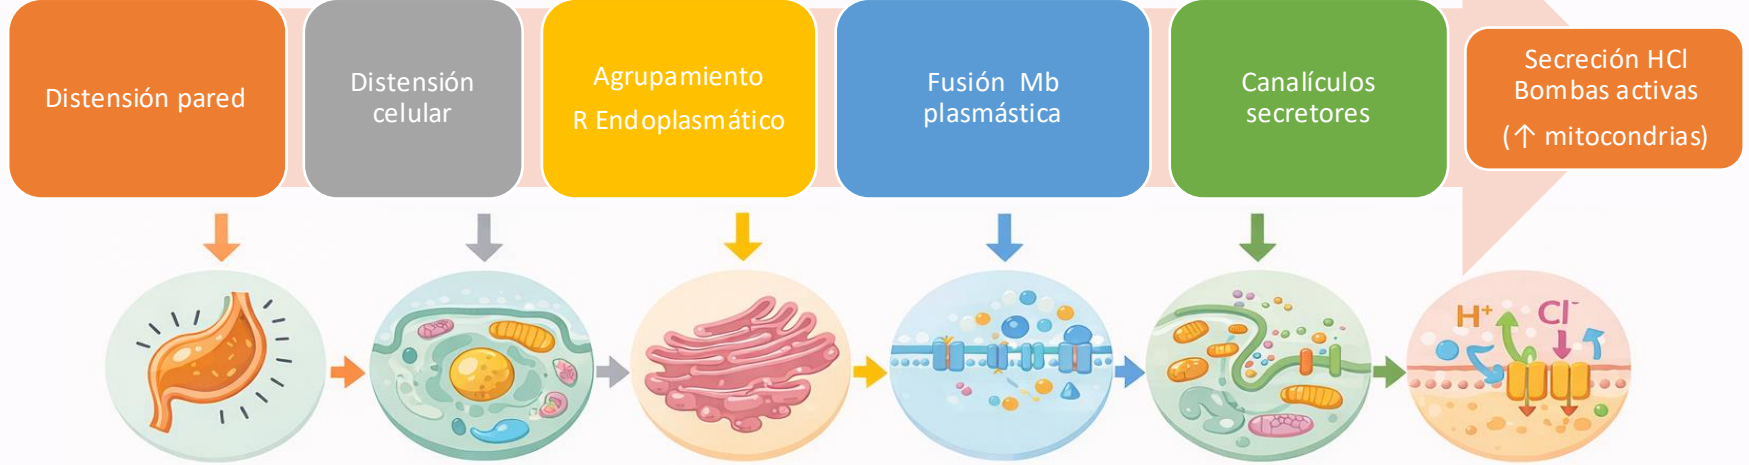 Distensión pared
Distensión
celular
Agrupamiento
R Endoplasmático
Fusión Mb
plasmástica
Canalículos
secretores
Secreción HCl
Bombas activas
(↑ mitocondrias)
H⁺
Cl⁻